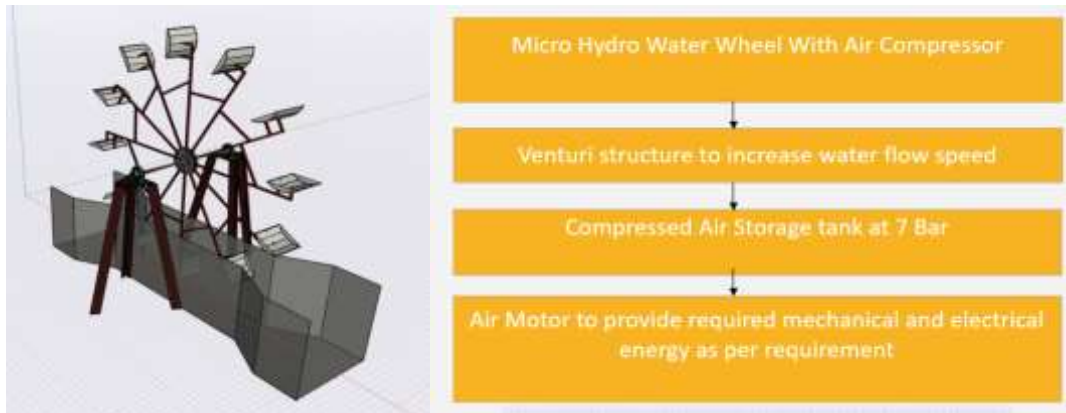 Micro Hydro Water Wheel With Air Compressor
Venturi structure to increase water flow speed
Compressed Air Storage tank at 7 Bar
Air Motor to provide required mechanical and electrical
energy as per requirement